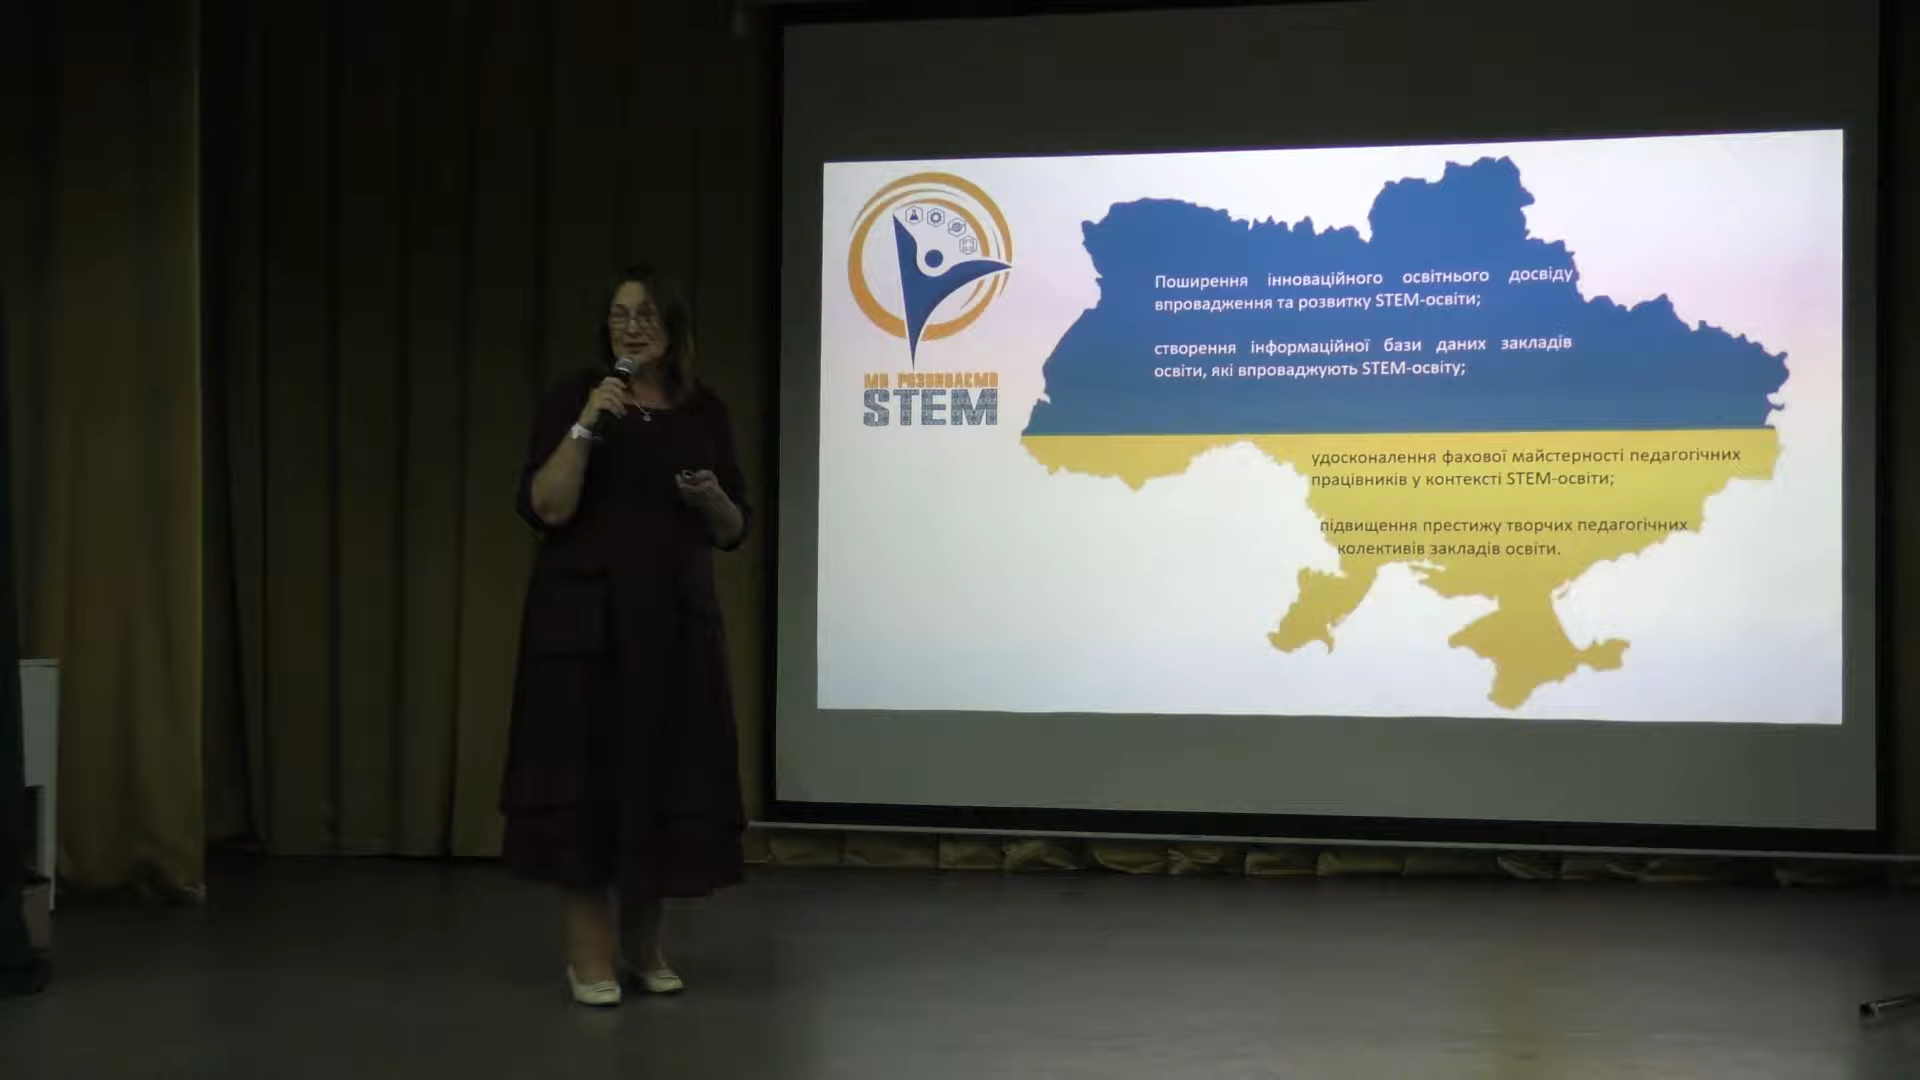 МИ РОЗВИВАЄМО
STEM
Поширення інноваційного освітнього досвіду
впровадження та розвитку STEM-освіти;
створення інформаційної бази даних закладів
освіти, які впроваджують STEM-освіту;
удосконалення фахової майстерності педагогічних
працівників у контексті STEM-освіти;
підвищення престижу творчих педагогічних
колективів закладів освіти.